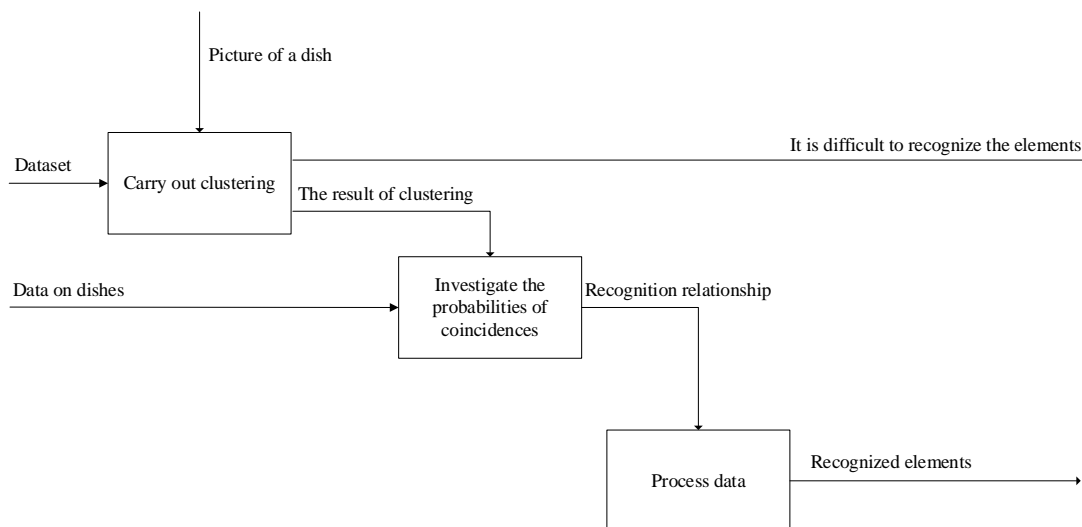 Picture of a dish
It is difficult to recognize the elements
Dataset
Carry out clustering
The result of clustering
Data on dishes
Investigate the
probabilities of
coincidences
Recognition relationship
Process data
Recognized elements